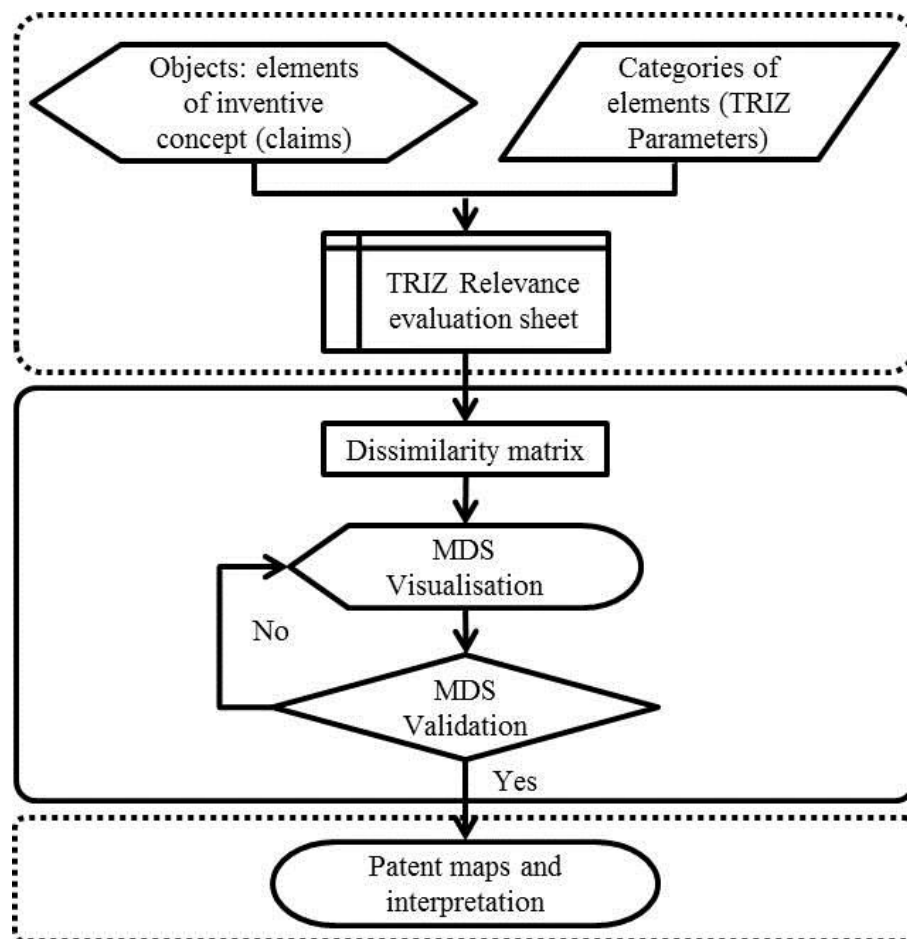 Objects: elements
of inventive
concept (claims)
Categories of
elements (TRIZ
Parameters)
TRIZ Relevance
evaluation sheet
Dissimilarity matrix
MDS
Visualisation
No
MDS
Validation
Yes
Patent maps and
interpretation